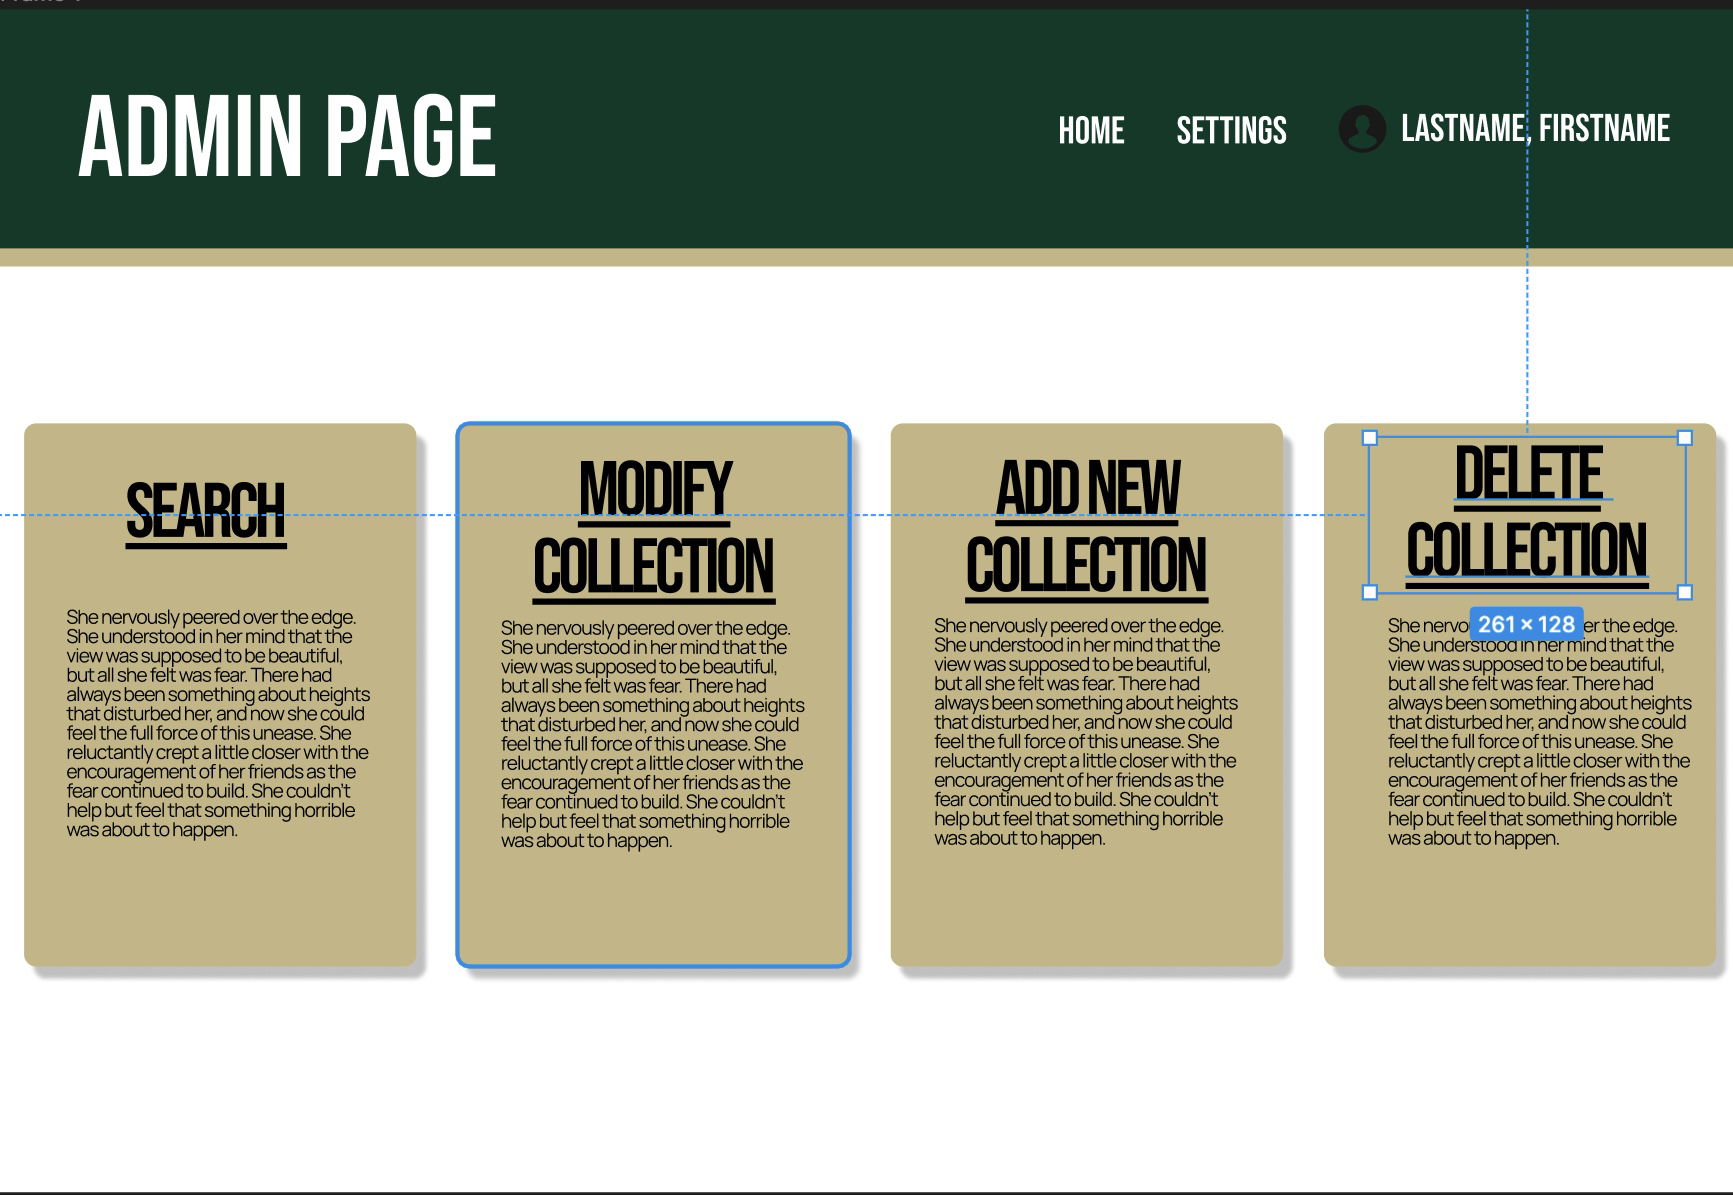 ADMIN PAGE
HOME
SETTINGS
LASTNAME, FIRSTNAME
SEARCH
She nervously peered over the edge.
She understood in her mind that the
view was supposed to be beautiful,
but all she felt was fear. There had
always been something about heights
that disturbed her, and now she could
feel the full force of this unease. She
reluctantly crept a little closer with the
encouragement of her friends as the
fear continued to build. She couldn't
help but feel that something horrible
was about to happen.
MODIFY
COLLECTION
She nervously peered over the edge.
She understood in her mind that the
view was supposed to be beautiful,
but all she felt was fear. There had
always been something about heights
that disturbed her, and now she could
feel the full force of this unease. She
reluctantly crept a little closer with the
encouragement of her friends as the
fear continued to build. She couldn't
help but feel that something horrible
was about to happen.
ADD NEW
COLLECTION
She nervously peered over the edge.
She understood in her mind that the
view was supposed to be beautiful,
but all she felt was fear. There had
always been something about heights
that disturbed her, and now she could
feel the full force of this unease. She
reluctantly crept a little closer with the
encouragement of her friends as the
fear continued to build. She couldn't
help but feel that something horrible
was about to happen.
DELETE
COLLECTION
261 × 128
She the edge.
She understood in her mind that the
view was supposed to be beautiful,
but all she felt was fear. There had
always been something about heights
that disturbed her, and now she could
feel the full force of this unease. She
reluctantly crept a little closer with the
encouragement of her friends as the
fear continued to build. She couldn't
help but feel that something horrible
was about to happen.